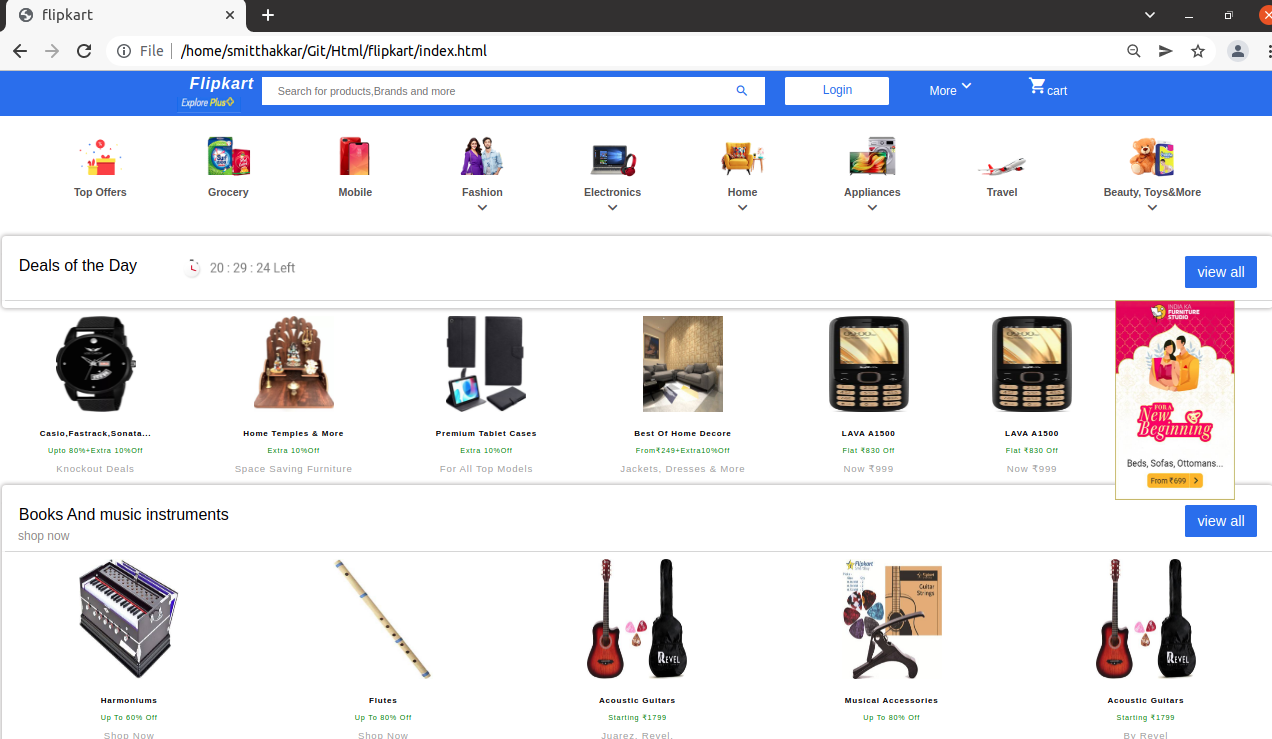 flipkart
File
/home/smitthakkar/Git/Html/flipkart/index.html
Flipkart
Explore Plus
Search for products,Brands and more
Login
More
cart
Top Offers
Grocery
Mobile
Fashion
Electronics
Home
Appliances
Travel
Beauty, Toys&More
Deals of the Day
20 : 29 : 24 Left
view all
INDIA KA
FURNITURE
STUDIO
FOR A
New
Beginning
Beds, Sofas, Ottomans...
From ₹699
Casio,Fastrack,Sonata...
Upto 80%+Extra 10%Off
Knockout Deals
Home Temples & More
Extra 10%Off
Space Saving Furniture
Premium Tablet Cases
Extra 10%Off
For All Top Models
Best Of Home Decore
From₹249+Extra10%Off
Jackets, Dresses & More
LAVA A1500
Flat ₹830 Off
Now ₹999
LAVA A1500
Flat ₹830 Off
Now ₹999
Books And music instruments
shop now
view all
REVEL
Flipkart
Guitar
Strings
REVEL
Harmoniums
Up To 60% Off
Shop Now
Flutes
Up To 80% Off
Shop Now
Acoustic Guitars
Starting ₹1799
Juarez, Revel,
Musical Accessories
Up To 80% Off
Acoustic Guitars
Starting ₹1799
By Revel